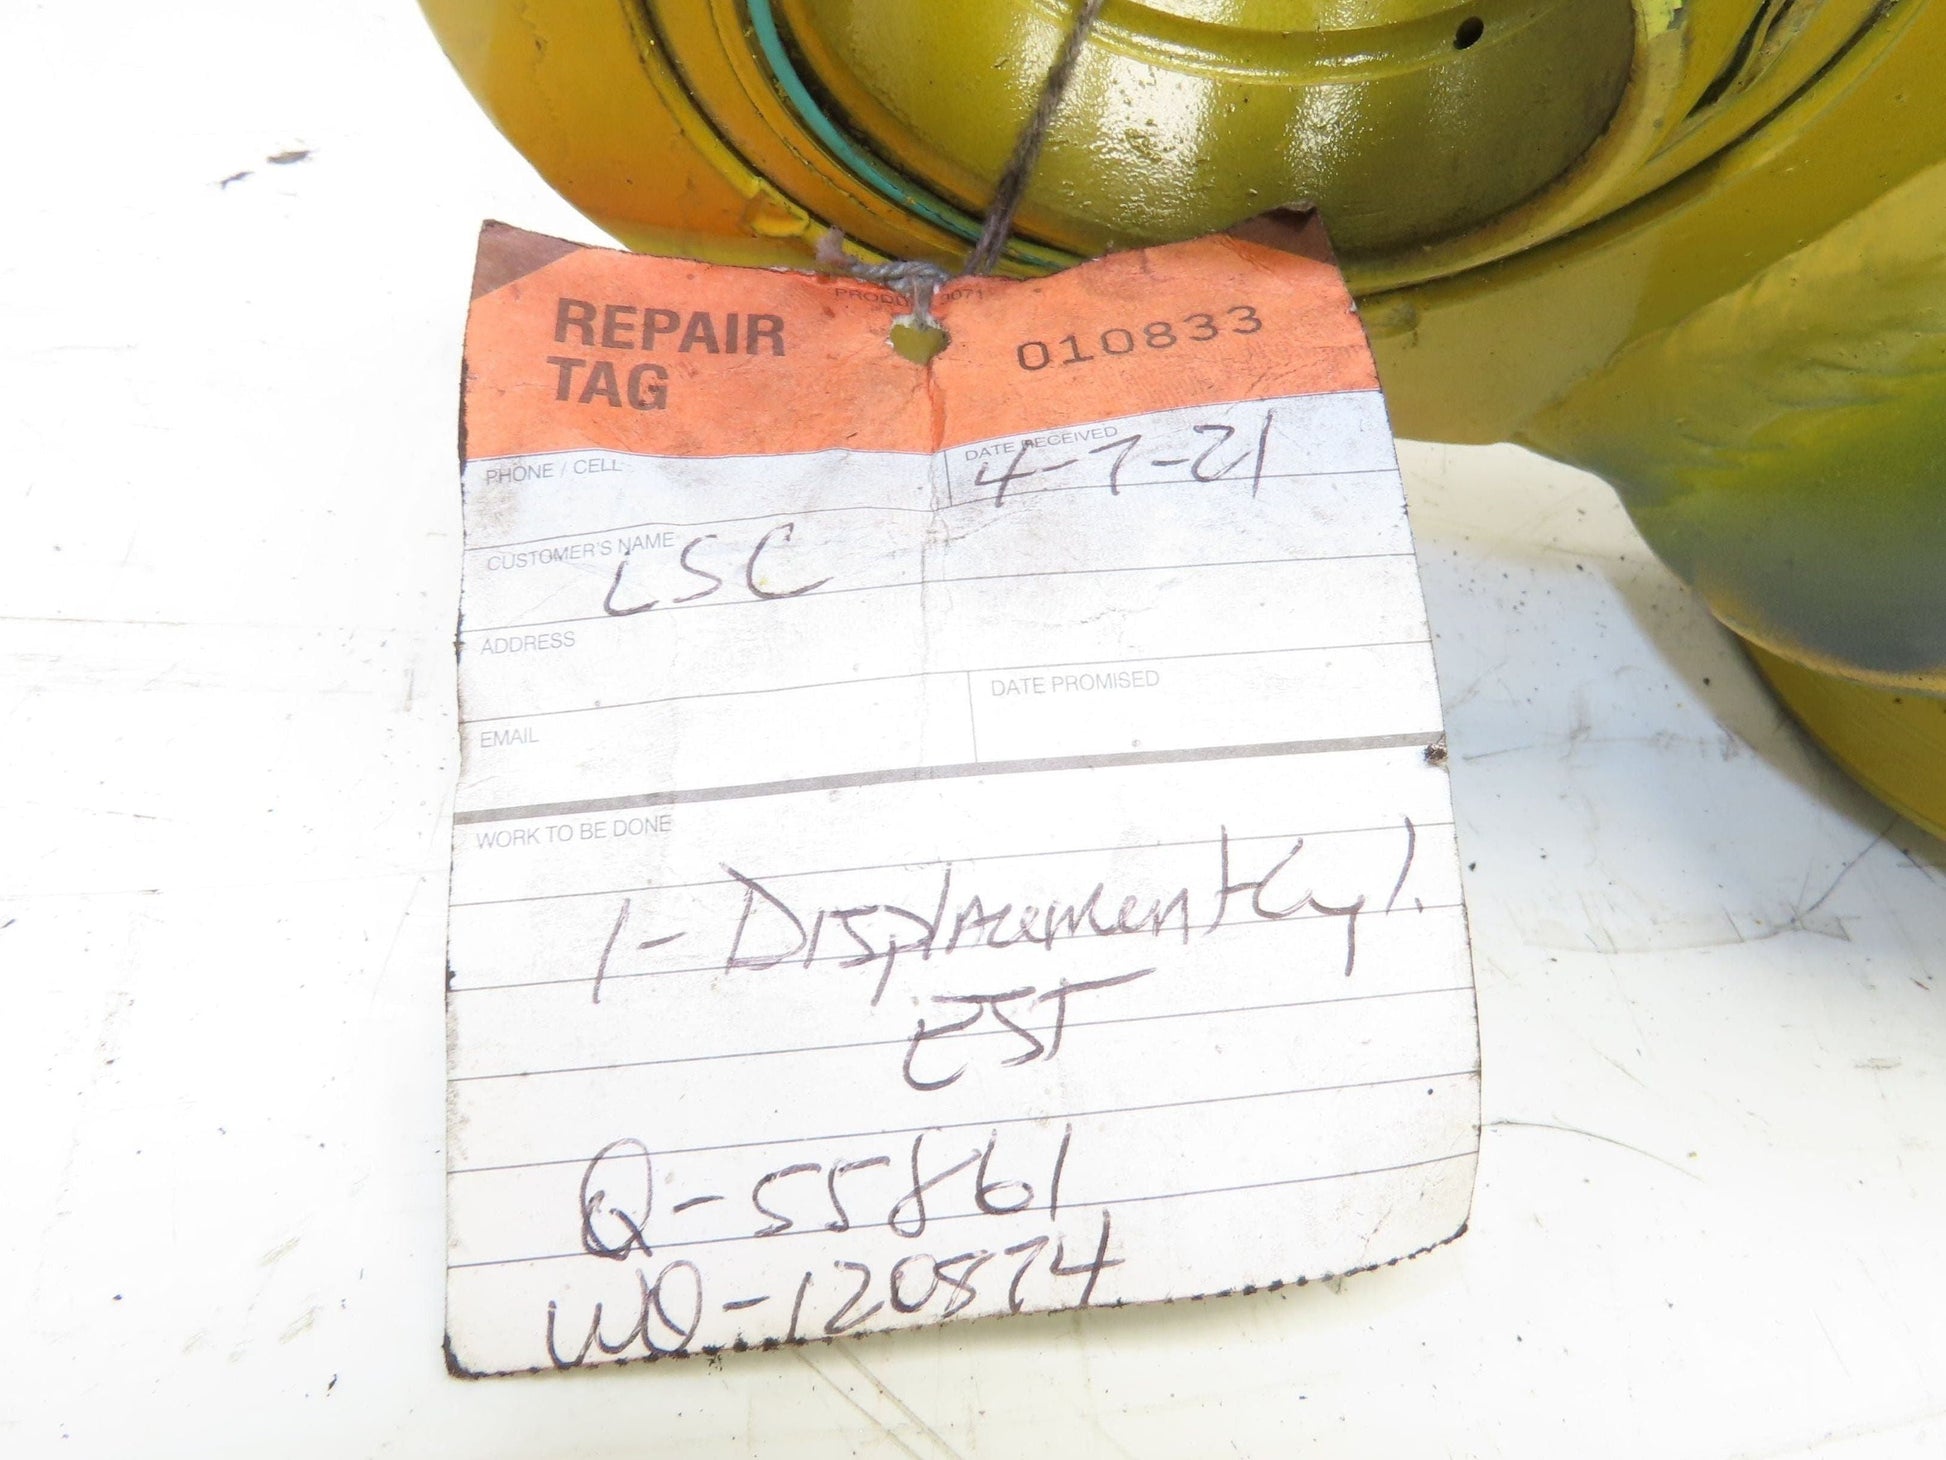 REPAIR
TAG
010833
PHONE / CELL
DATE RECEIVED
4-7-21
CUSTOMER'S NAME
LSC
ADDRESS
EMAIL
DATE PROMISED
WORK TO BE DONE
1-Displacement Cyl.
EST
Q-55861
WO-120874